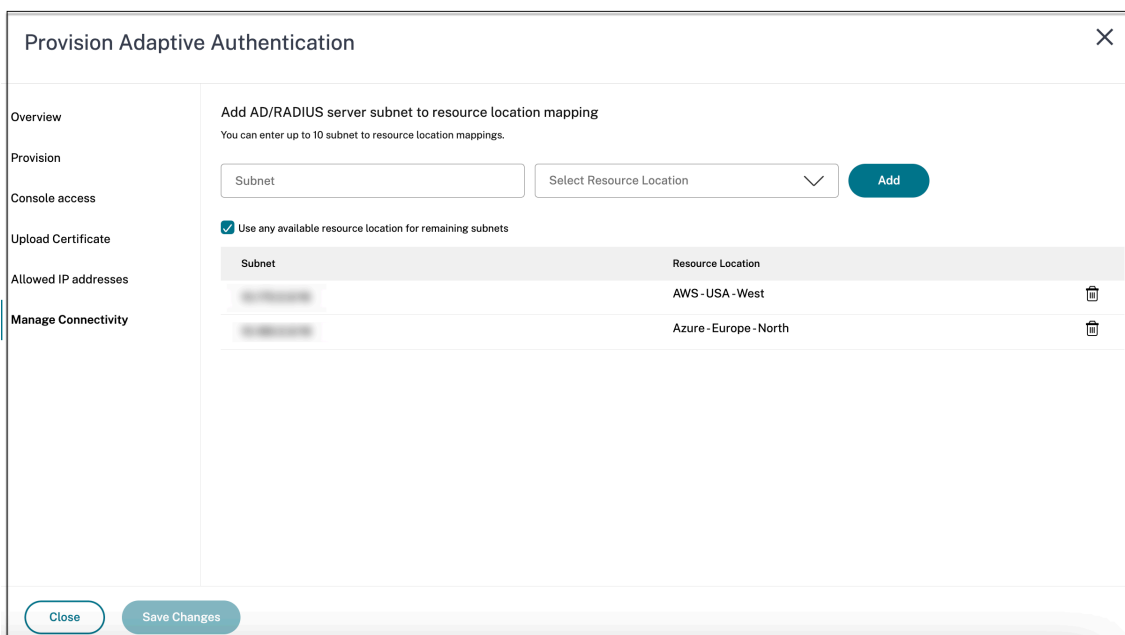 Provision Adaptive Authentication
Overview
Provision
Console access
Upload Certificate
Allowed IP addresses
Manage Connectivity
Add AD/RADIUS server subnet to resource location mapping
You can enter up to 10 subnet to resource location mappings.
Subnet
Select Resource Location
Add
Use any available resource location for remaining subnets
Subnet Resource Location
AWS - USA - West
Azure - Europe - North
Close
Save Changes